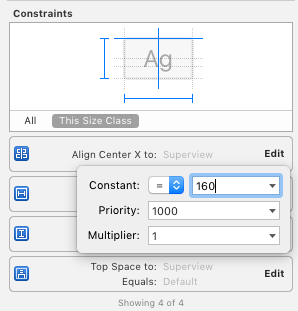 Constraints
Ag
All This Size Class
Align Center X to: Superview Edit
Constant: = 160
Priority: 1000
Multiplier: 1
Top Space to: Superview Edit
Equals: Default
Showing 4 of 4